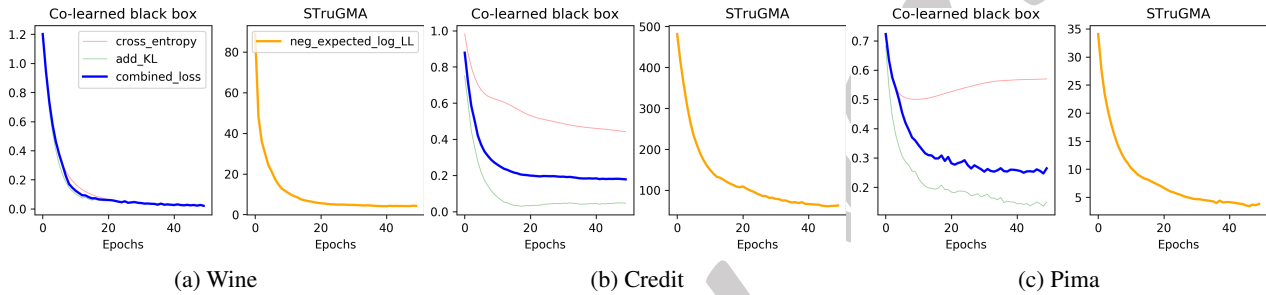 Co-learned black box
STruGMA
Co-learned black box
STruGMA
Co-learned black box
STruGMA
1.2
1.0
0.8
0.6
0.4
0.2
0.0
cross_entropy
add_KL
combined_loss
0
20
40
Epochs
80
60
40
20
0
neg_expected_log_LL
0
20
40
Epochs
1.0
0.8
0.6
0.4
0.2
0.0
0
20
40
Epochs
500
400
300
200
100
0
20
40
Epochs
0.7
0.6
0.5
0.4
0.3
0.2
0
20
40
Epochs
35
30
25
20
15
10
5
0
20
40
Epochs
(a) Wine
(b) Credit
(c) Pima